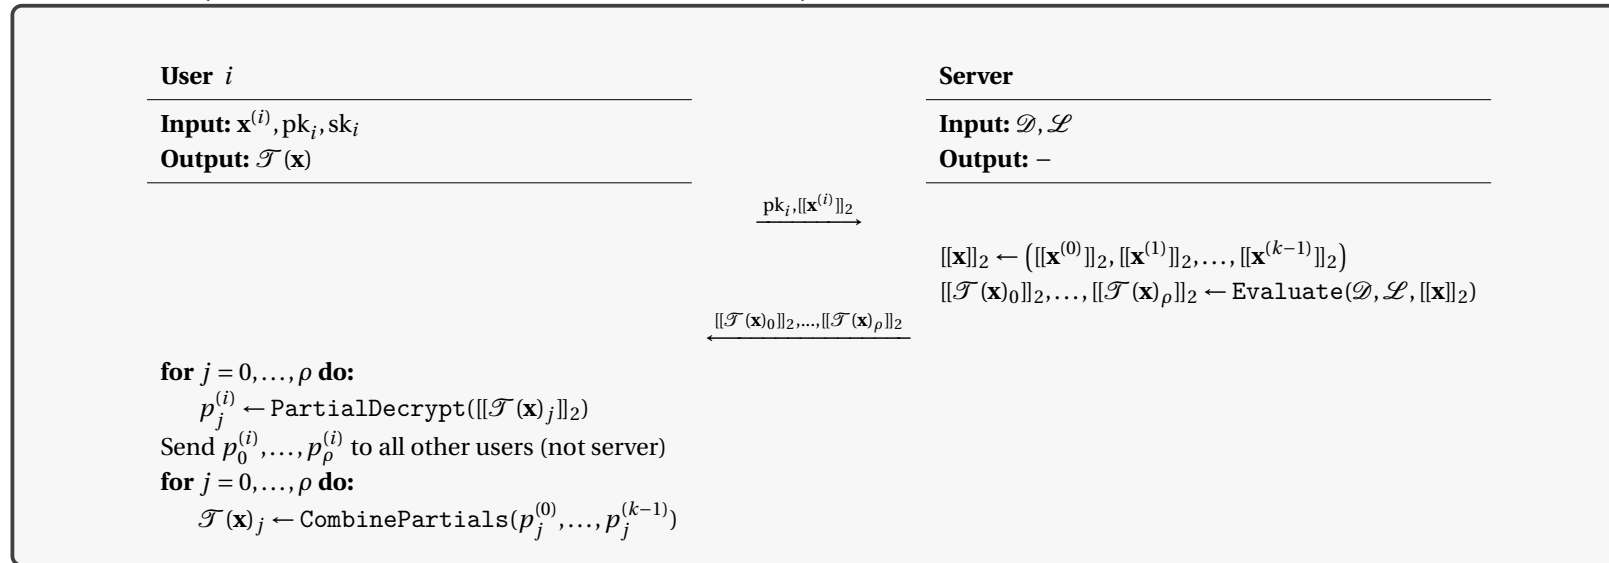 User i
Server
Input: x^(i), pk_i, sk_i
Input: 𝒟, ℒ
Output: 𝒯(x)
Output: −
pk_i, [[x^(i)]]_2
[[x]]_2 ← ([[x^(0)]]_2, [[x^(1)]]_2, ..., [[x^(k−1)]]_2)
[[𝒯(x)_0]]_2, ..., [[𝒯(x)_ρ]]_2 ← Evaluate(𝒟, ℒ, [[x]]_2)
[[𝒯(x)_0]]_2, ..., [[𝒯(x)_ρ]]_2
for j = 0, ..., ρ do:
p_j^(i) ← PartialDecrypt([[𝒯(x)_j]]_2)
Send p_0^(i), ..., p_ρ^(i) to all other users (not server)
for j = 0, ..., ρ do:
𝒯(x)_j ← CombinePartials(p_j^(0), ..., p_j^(k−1))